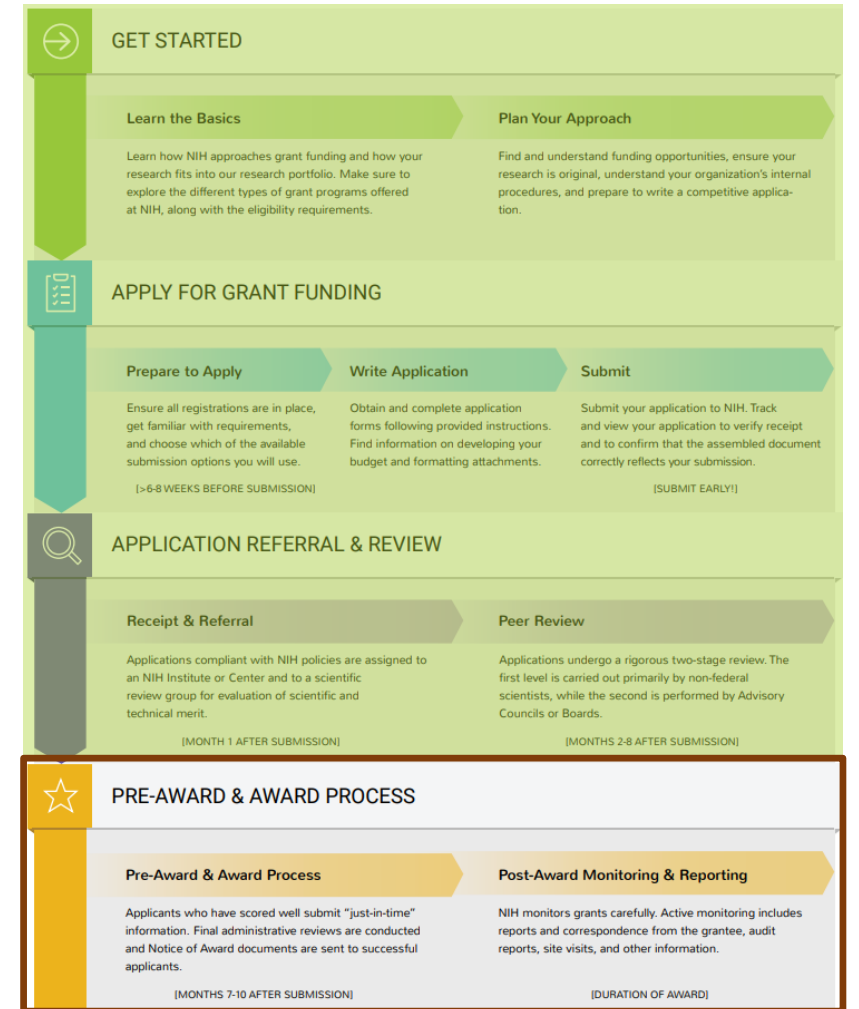 GET STARTED
Learn the Basics
Learn how NIH approaches grant funding and how your
research fits into our research portfolio. Make sure to
explore the different types of grant programs offered
at NIH, along with the eligibility requirements.
Plan Your Approach
Find and understand funding opportunities, ensure your
research is original, understand your organization's internal
procedures, and prepare to write a competitive applica-
tion.
APPLY FOR GRANT FUNDING
Prepare to Apply
Ensure all registrations are in place,
get familiar with requirements,
and choose which of the available
submission options you will use.
[>6-8 WEEKS BEFORE SUBMISSION]
Write Application
Obtain and complete application
forms following provided instructions.
Find information on developing your
budget and formatting attachments.
Submit
Submit your application to NIH. Track
and view your application to verify receipt
and to confirm that the assembled document
correctly reflects your submission.
[SUBMIT EARLY!]
APPLICATION REFERRAL & REVIEW
Receipt & Referral
Applications compliant with NIH policies are assigned to
an NIH Institute or Center and to a scientific
review group for evaluation of scientific and
technical merit.
[MONTH 1 AFTER SUBMISSION]
Peer Review
Applications undergo a rigorous two-stage review. The
first level is carried out primarily by non-federal
scientists, while the second is performed by Advisory
Councils or Boards.
[MONTHS 2-8 AFTER SUBMISSION]
PRE-AWARD & AWARD PROCESS
Pre-Award & Award Process
Applicants who have scored well submit “just-in-time”
information. Final administrative reviews are conducted
and Notice of Award documents are sent to successful
applicants.
[MONTHS 7-10 AFTER SUBMISSION]
Post-Award Monitoring & Reporting
NIH monitors grants carefully. Active monitoring includes
reports and correspondence from the grantee, audit
reports, site visits, and other information.
[DURATION OF AWARD]